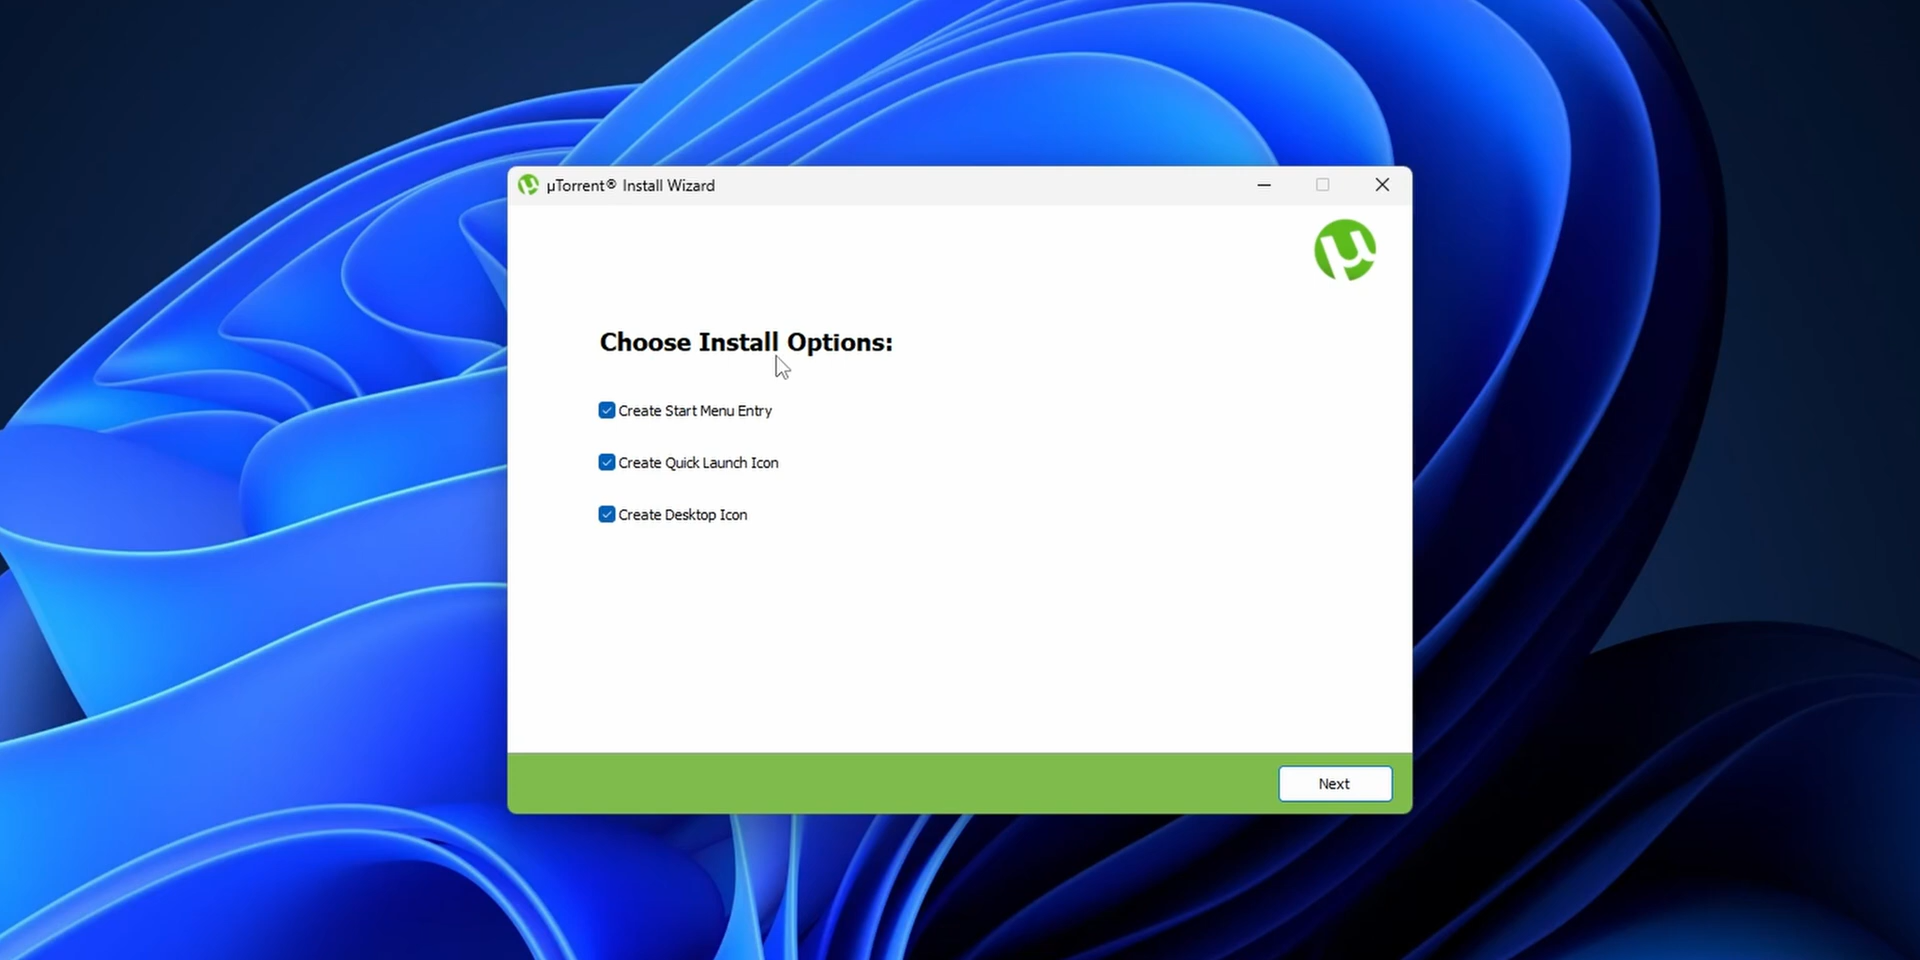 µTorrent® Install Wizard
Choose Install Options:
Create Start Menu Entry
Create Quick Launch Icon
Create Desktop Icon
Next